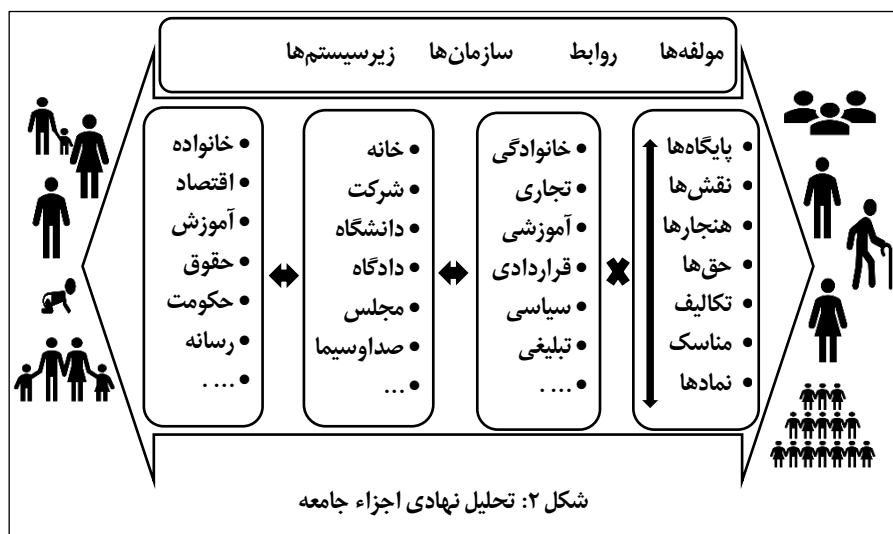 مولفه‌ها روابط سازمان‌ها زیرسیستم‌ها
• پایگاه‌ها
• نقش‌ها
• هنجارها
• حق‌ها
• تکالیف
• مناسک
• نمادها
• خانوادگی
• تجاری
• آموزشی
• قراردادی
• سیاسی
• تبلیغی
• ....
• خانه
• شرکت
• دانشگاه
• دادگاه
• مجلس
• صداوسیما
• ...
• خانواده
• اقتصاد
• آموزش
• حقوق
• حکومت
• رسانه
• ....
شکل ۲: تحلیل نهادی اجزاء جامعه